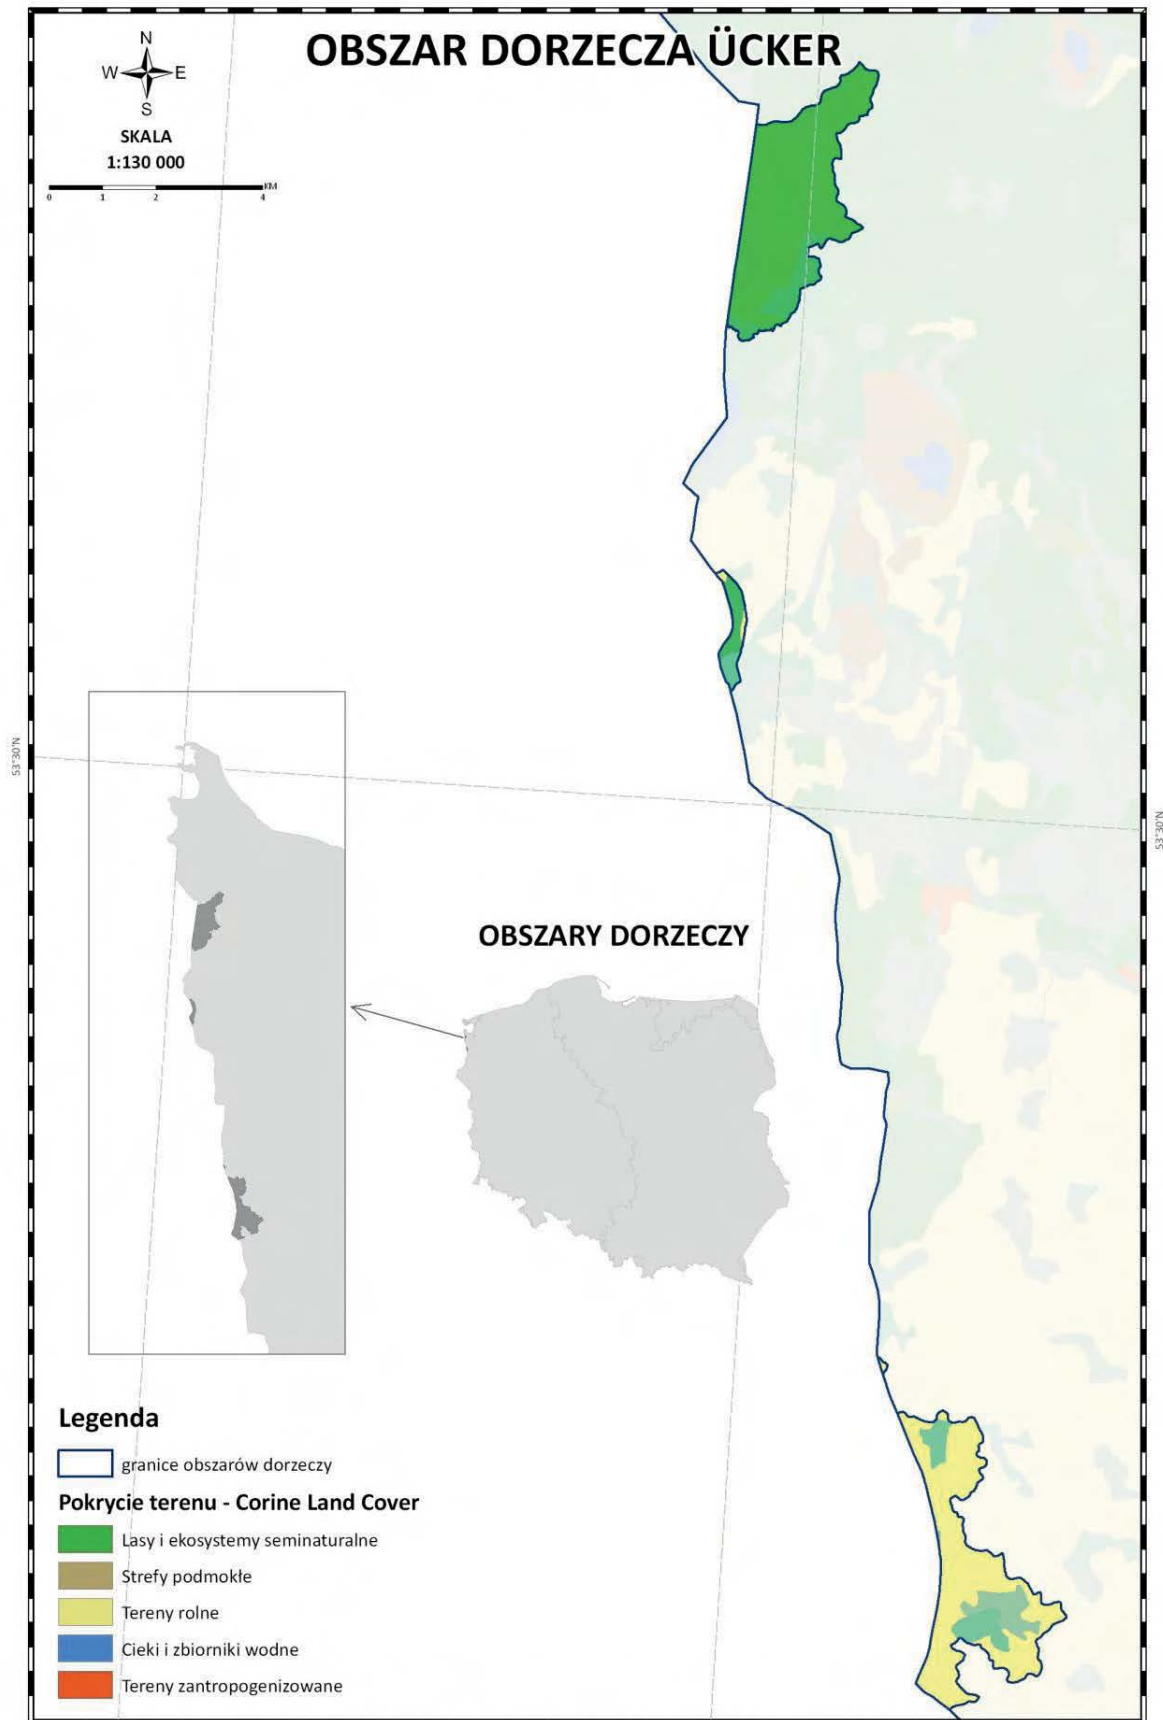 OBSZAR DORZECZA ÜCKER
N
W E
S
SKALA
1:130 000
KM
0 1 2 4
53°30'N
53°30'N
OBSZARY DORZECZY
Legenda
granice obszarów dorzeczy
Pokrycie terenu - Corine Land Cover
Lasy i ekosystemy seminaturalne
Strefy podmokłe
Tereny rolne
Cieki i zbiorniki wodne
Tereny zantropogenizowane